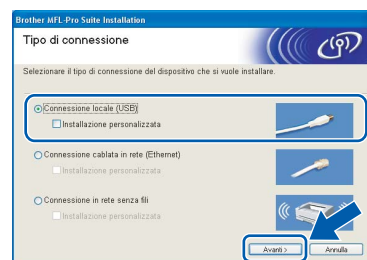 Brother MFL-Pro Suite Installation
Tipo di connessione
Selezionare il tipo di connessione del dispositivo che si vuole installare.
Connessione locale (USB)
Installazione personalizzata
Connessione cablata in rete (Ethernet)
Installazione personalizzata
Connessione in rete senza fili
Installazione personalizzata
Avanti >
Annulla